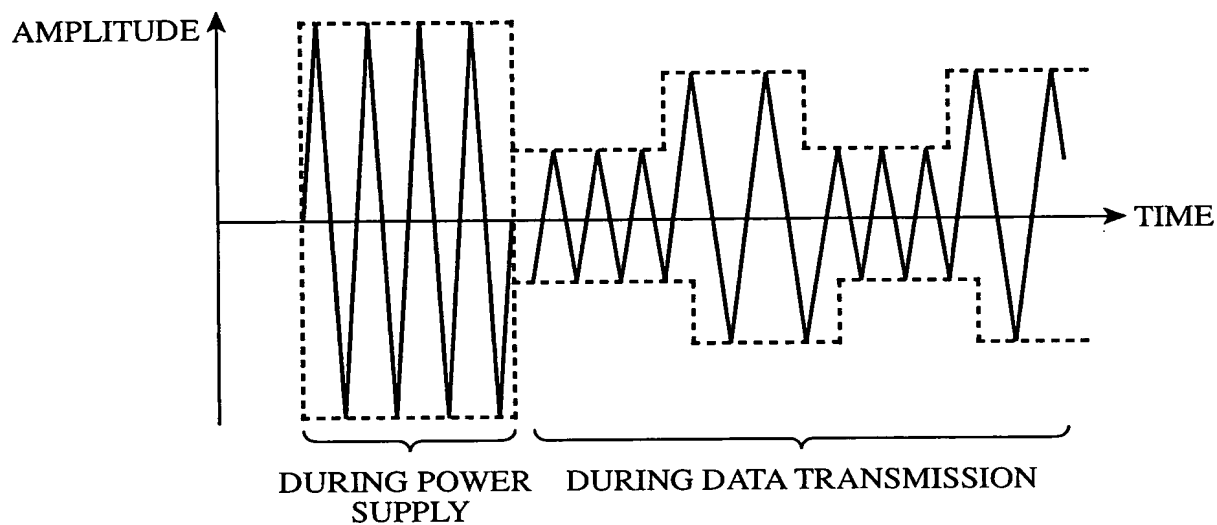 AMPLITUDE
TIME
DURING POWER
SUPPLY
DURING DATA TRANSMISSION